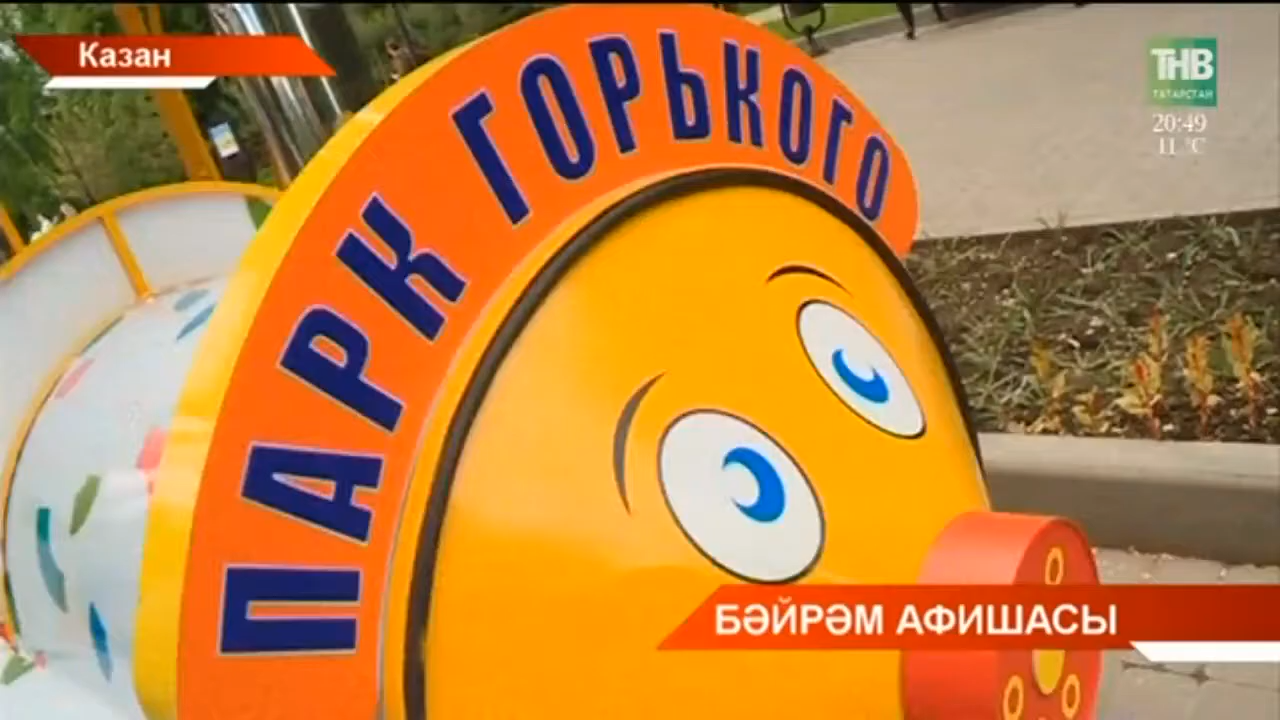 Казан
ТНВ
ТАТАРСТАН
20:49
11 °C
ПАРК ГОРЬКОГО
БӘЙРӘМ АФИШАСЫ